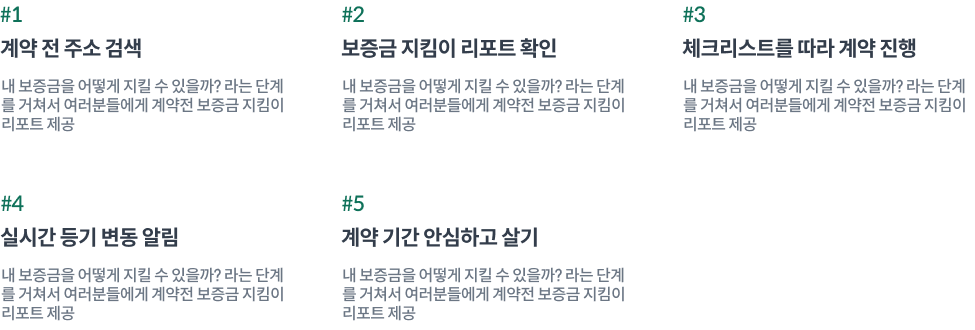 #1
계약 전 주소 검색
내 보증금을 어떻게 지킬 수 있을까? 라는 단계
를 거쳐서 여러분들에게 계약전 보증금 지킴이
리포트 제공
#2
보증금 지킴이 리포트 확인
내 보증금을 어떻게 지킬 수 있을까? 라는 단계
를 거쳐서 여러분들에게 계약전 보증금 지킴이
리포트 제공
#3
체크리스트를 따라 계약 진행
내 보증금을 어떻게 지킬 수 있을까? 라는 단계
를 거쳐서 여러분들에게 계약전 보증금 지킴이
리포트 제공
#4
실시간 등기 변동 알림
내 보증금을 어떻게 지킬 수 있을까? 라는 단계
를 거쳐서 여러분들에게 계약전 보증금 지킴이
리포트 제공
#5
계약 기간 안심하고 살기
내 보증금을 어떻게 지킬 수 있을까? 라는 단계
를 거쳐서 여러분들에게 계약전 보증금 지킴이
리포트 제공